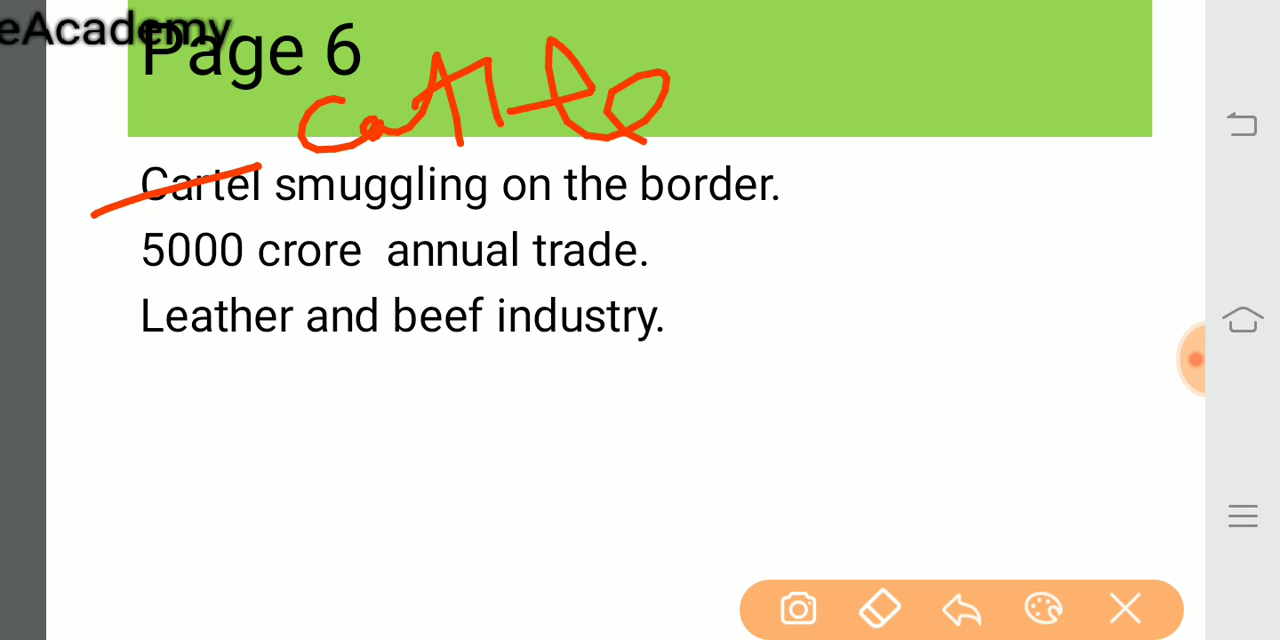 eAcademy
Page 6
cattle
Cartel smuggling on the border.
5000 crore annual trade.
Leather and beef industry.